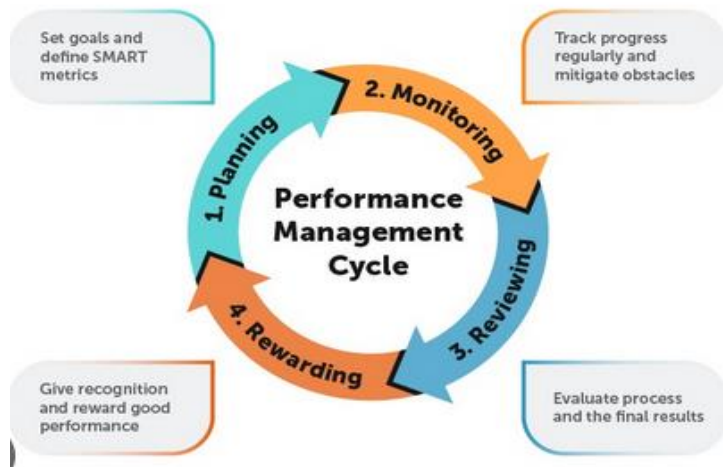 Set goals and
define SMART
metrics
Track progress
regularly and
mitigate obstacles
1. Planning
2. Monitoring
Performance
Management
Cycle
3. Reviewing
4. Rewarding
Give recognition
and reward good
performance
Evaluate process
and the final results